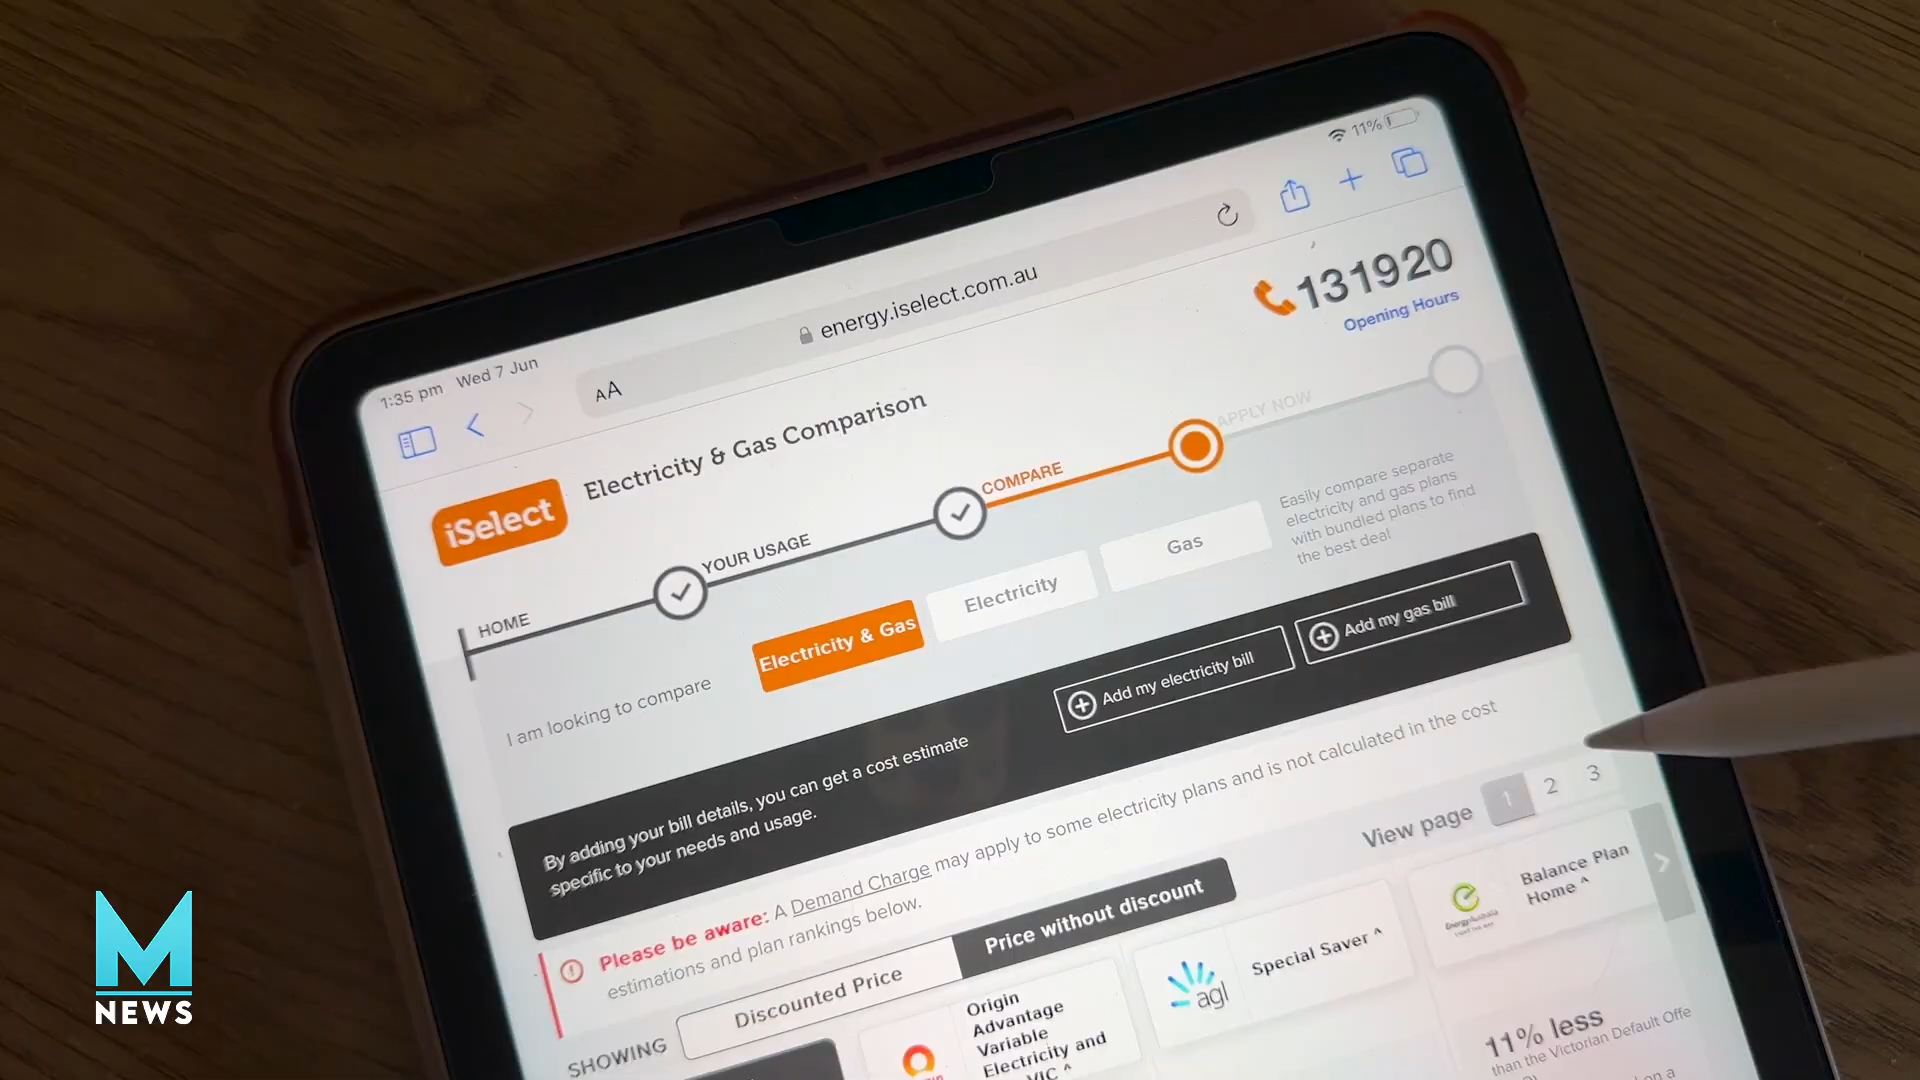 1:35 pm Wed 7 Jun
11%
AA
energy.iselect.com.au
iSelect
Electricity & Gas Comparison
131920
Opening Hours
HOME
YOUR USAGE
COMPARE
APPLY NOW
I am looking to compare
Electricity & Gas
Electricity
Gas
Easily compare separate
electricity and gas plans
with bundled plans to find
the best deal
By adding your bill details, you can get a cost estimate
specific to your needs and usage.
Add my electricity bill
Add my gas bill
Please be aware: A Demand Charge may apply to some electricity plans and is not calculated in the cost
estimations and plan rankings below.
View page 1 2 3
SHOWING
Discounted Price
Price without discount
Origin
Advantage
Variable
Electricity and
VIC ^
agl
Special Saver ^
EnergyAustralia
Balance Plan
Home ^
11% less
than the Victorian Default Offe
M
NEWS